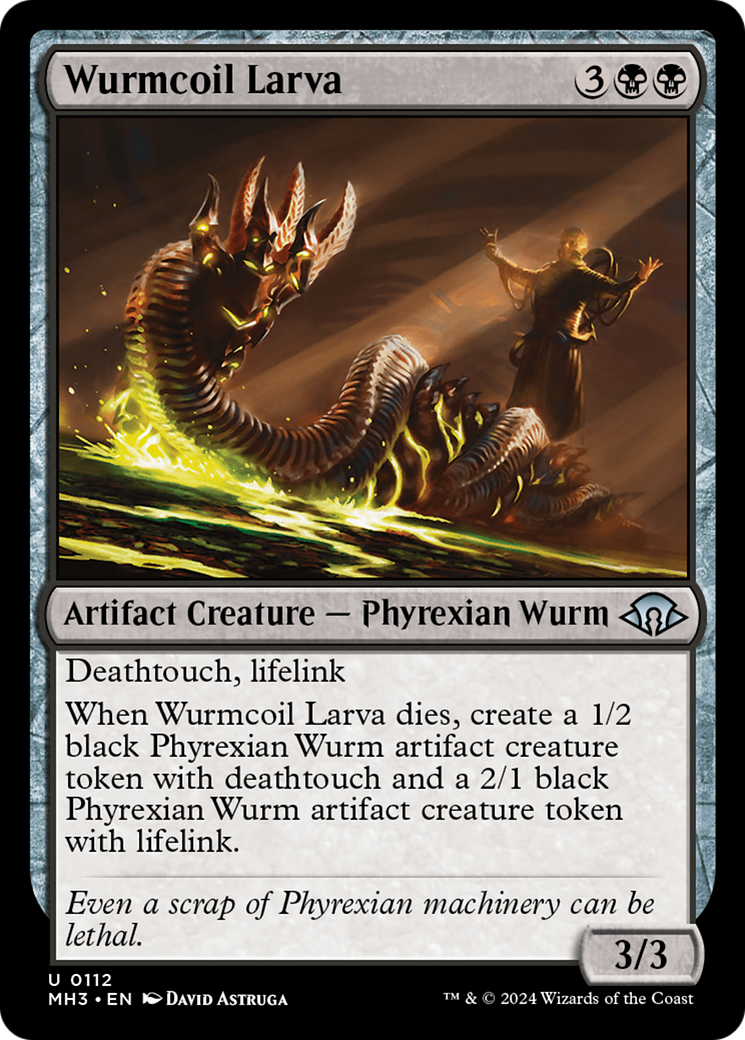 Wurmcoil Larva
3
Artifact Creature — Phyrexian Wurm
Deathtouch, lifelink
When Wurmcoil Larva dies, create a 1/2
black Phyrexian Wurm artifact creature
token with deathtouch and a 2/1 black
Phyrexian Wurm artifact creature token
with lifelink.
Even a scrap of Phyrexian machinery can be
lethal.
3/3
U 0112
MH3 • EN DAVID ASTRUGA
™ & © 2024 Wizards of the Coast